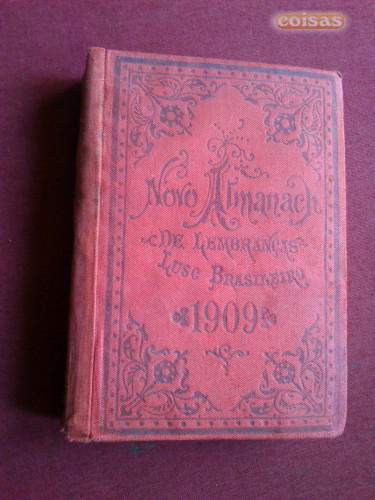 coisas
Novo Almanach
De Lembranças
Luso Brasileiro
1909